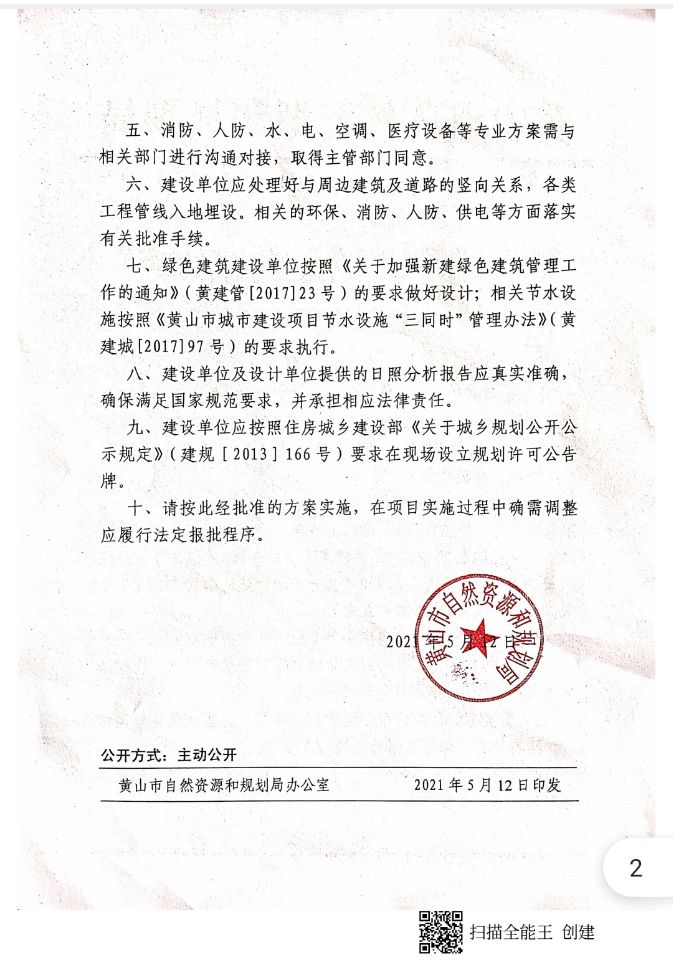 五、消防、人防、水、电、空调、医疗设备等专业方案需与
相关部门进行沟通对接，取得主管部门同意。
六、建设单位应处理好与周边建筑及道路的竖向关系，各类
工程管线入地埋设。相关的环保、消防、人防、供电等方面落实
有关批准手续。
七、绿色建筑建设单位按照《关于加强新建绿色建筑管理工
作的通知》（黄建管[2017]23号）的要求做好设计；相关节水设
施按照《黄山市城市建设项目节水设施“三同时”管理办法》（黄
建城[2017]97号）的要求执行。
八、建设单位及设计单位提供的日照分析报告应真实准确，
确保满足国家规范要求，并承担相应法律责任。
九、建设单位应按照住房城乡建设部《关于城乡规划公开公
示规定》（建规［2013］166号）要求在现场设立规划许可公告
牌。
十、请按此经批准的方案实施，在项目实施过程中确需调整
应履行法定报批程序。
黄山市自然资源和规划局
2021年5月12日
公开方式：主动公开
黄山市自然资源和规划局办公室 2021年5月12日印发
2
扫描全能王 创建